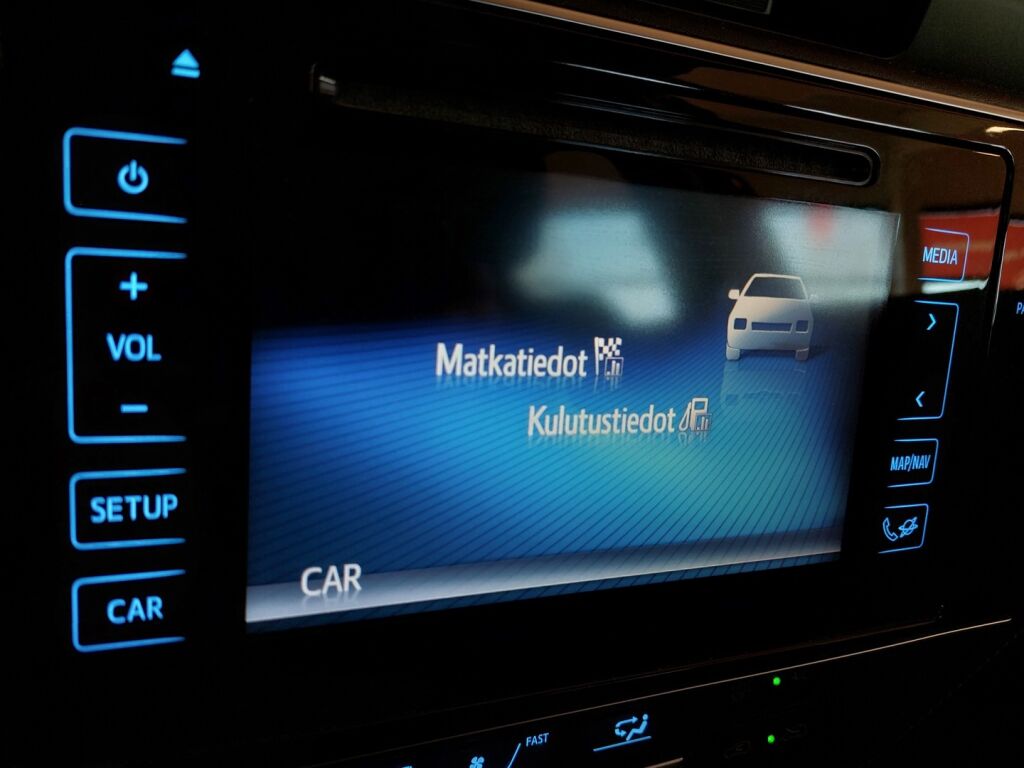 VOL
SETUP
CAR
Matkatiedot
Kulutustiedot
CAR
MEDIA
MAP/NAV
FAST